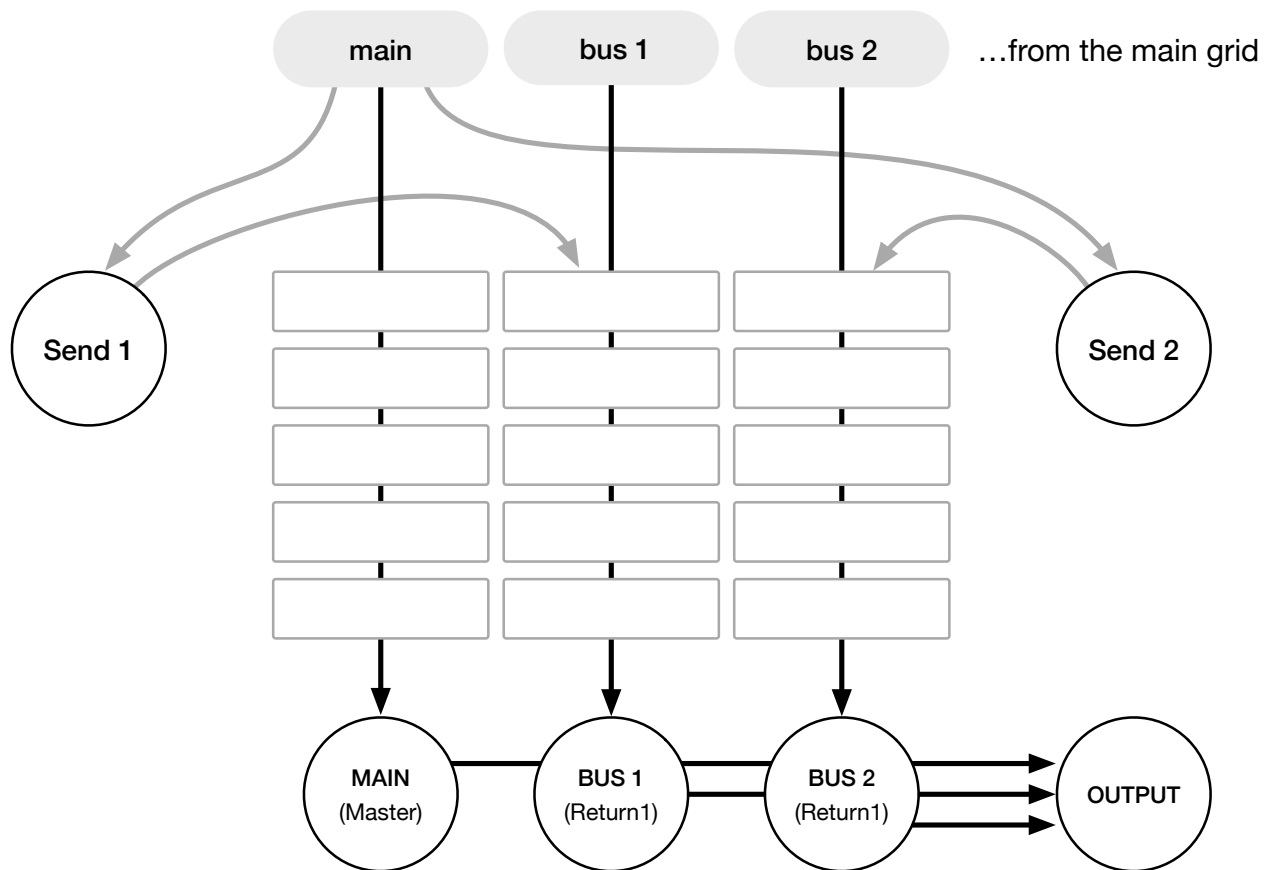 main
bus 1
bus 2
…from the main grid
Send 1
Send 2
MAIN
(Master)
BUS 1
(Return1)
BUS 2
(Return1)
OUTPUT